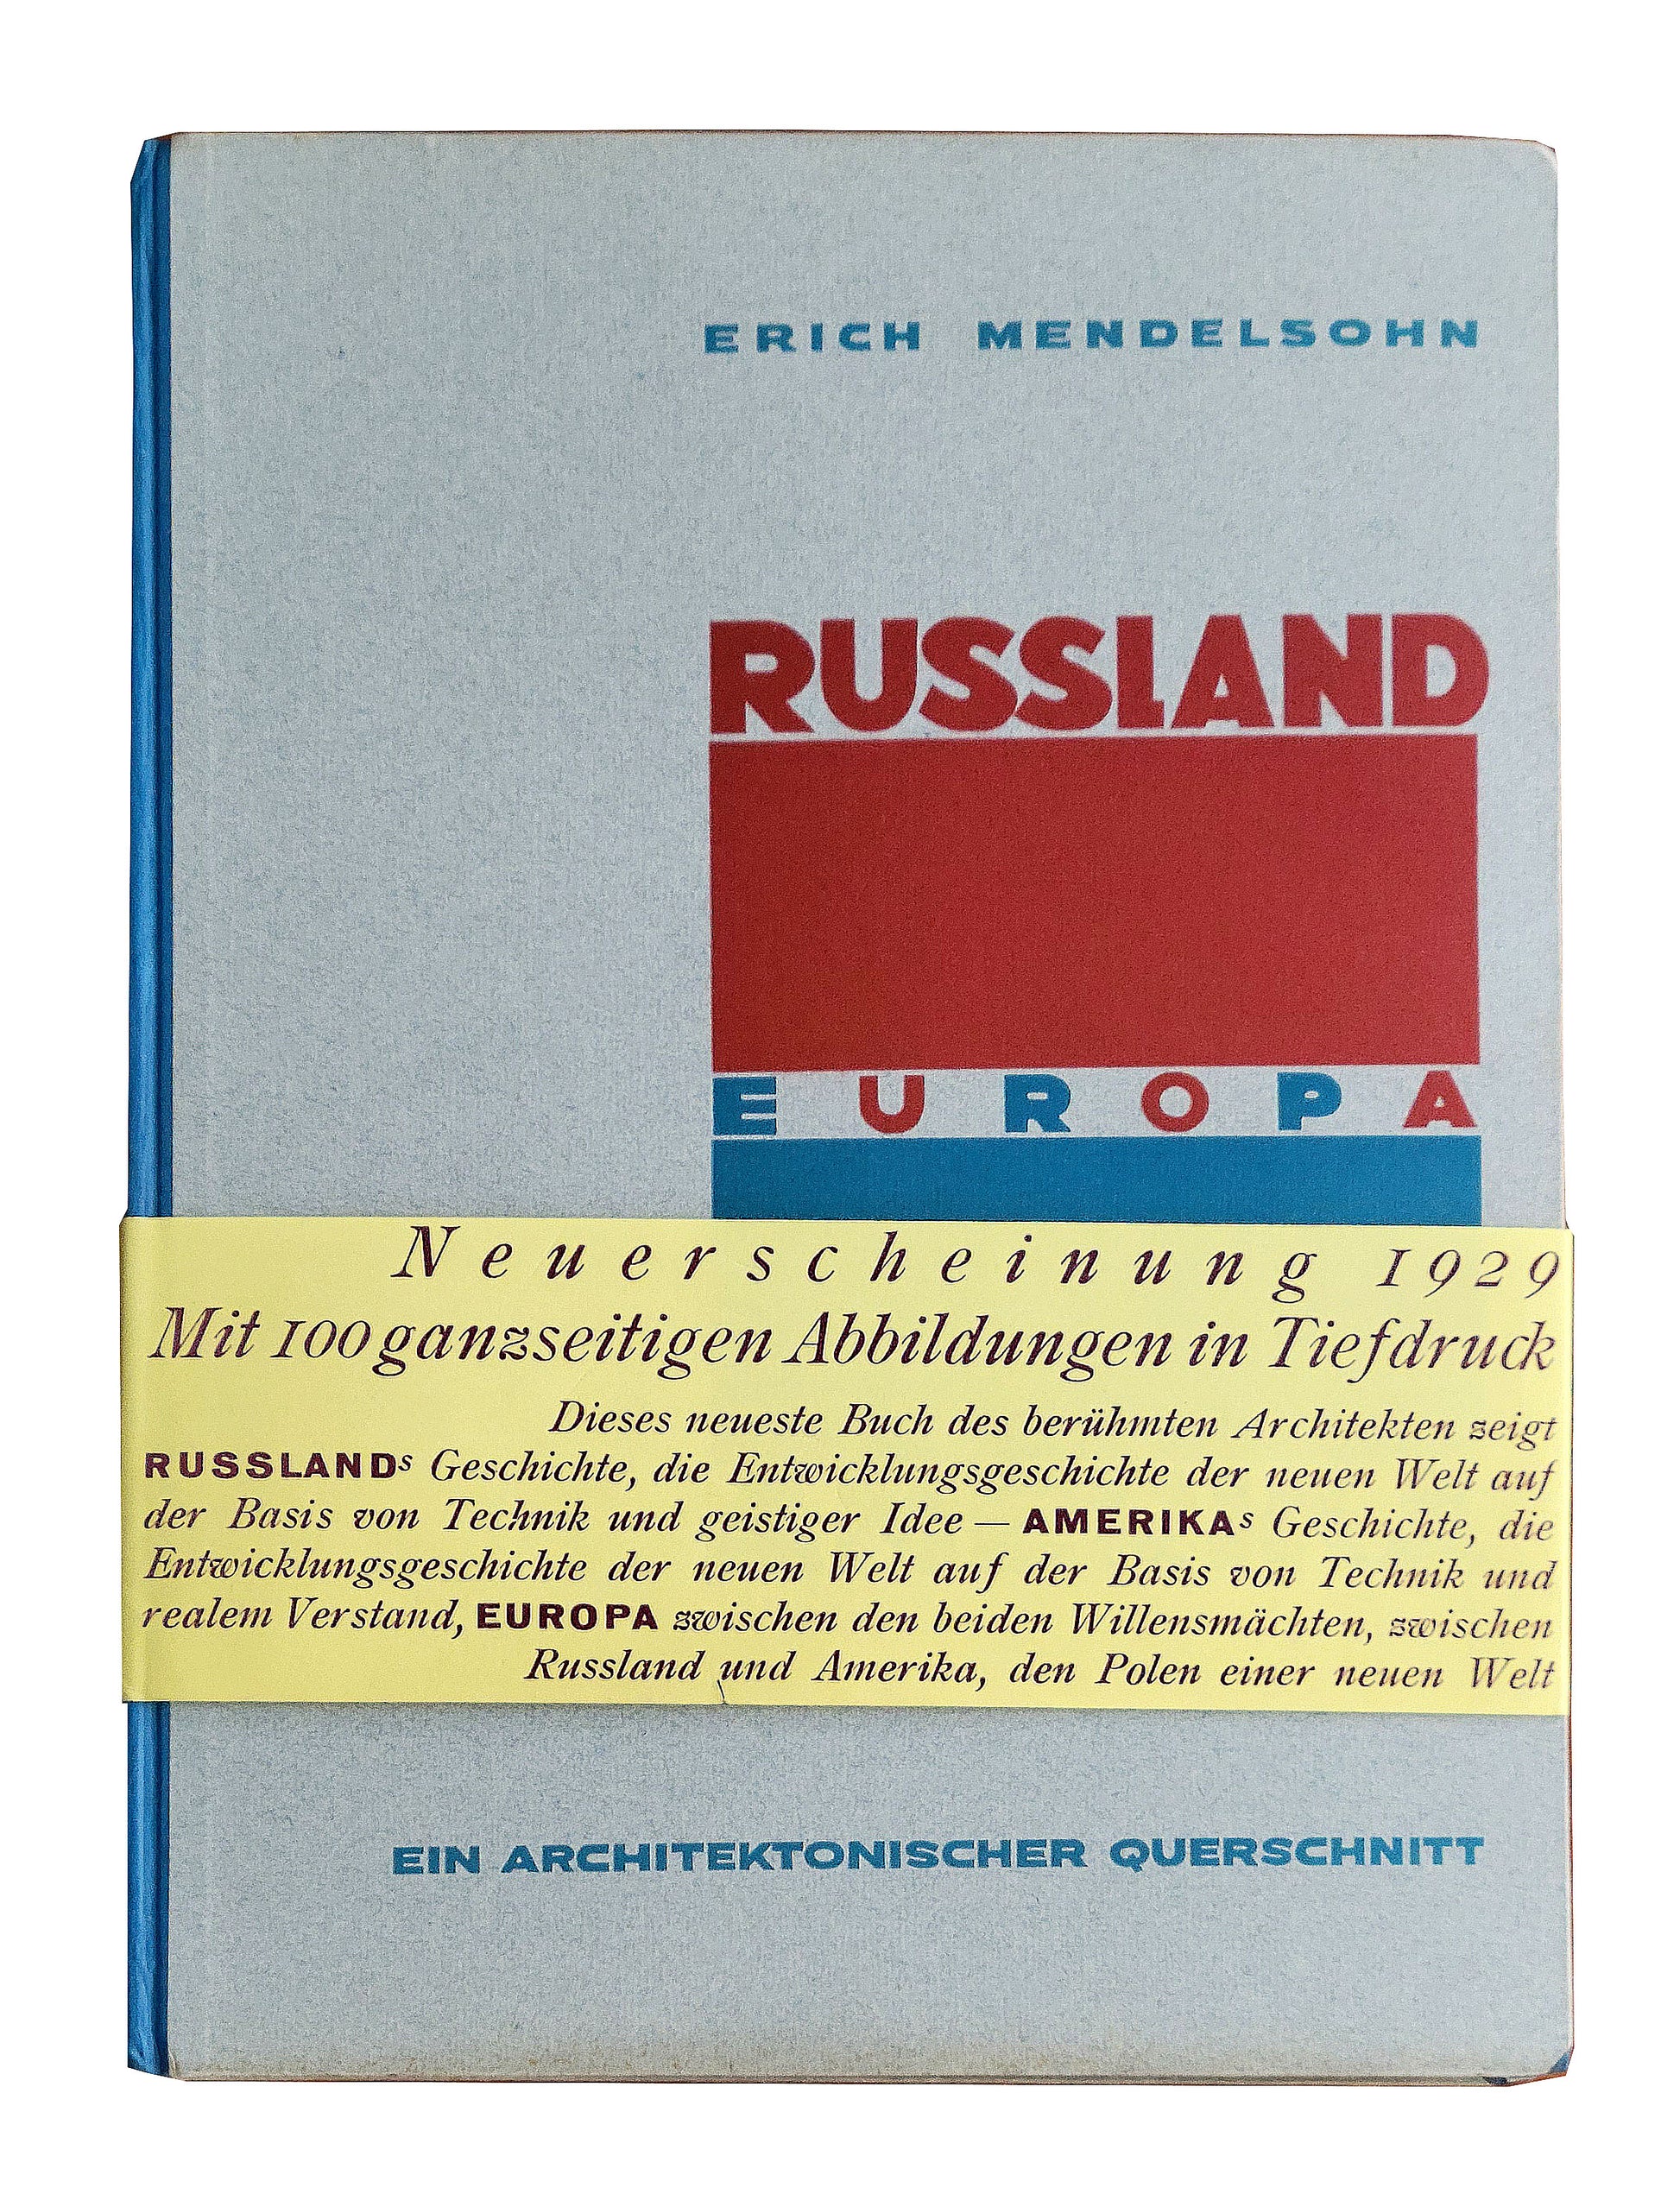 ERICH MENDELSOHN
RUSSLAND
EUROPA
Neuerscheinung 1929
Mit 100 ganzseitigen Abbildungen in Tiefdruck
Dieses neueste Buch des berühmten Architekten zeigt
RUSSLANDs Geschichte, die Entwicklungsgeschichte der neuen Welt auf
der Basis von Technik und geistiger Idee — AMERIKAs Geschichte, die
Entwicklungsgeschichte der neuen Welt auf der Basis von Technik und
realem Verstand, EUROPA zwischen den beiden Willensmächten, zwischen
Russland und Amerika, den Polen einer neuen Welt
EIN ARCHITEKTONISCHER QUERSCHNITT